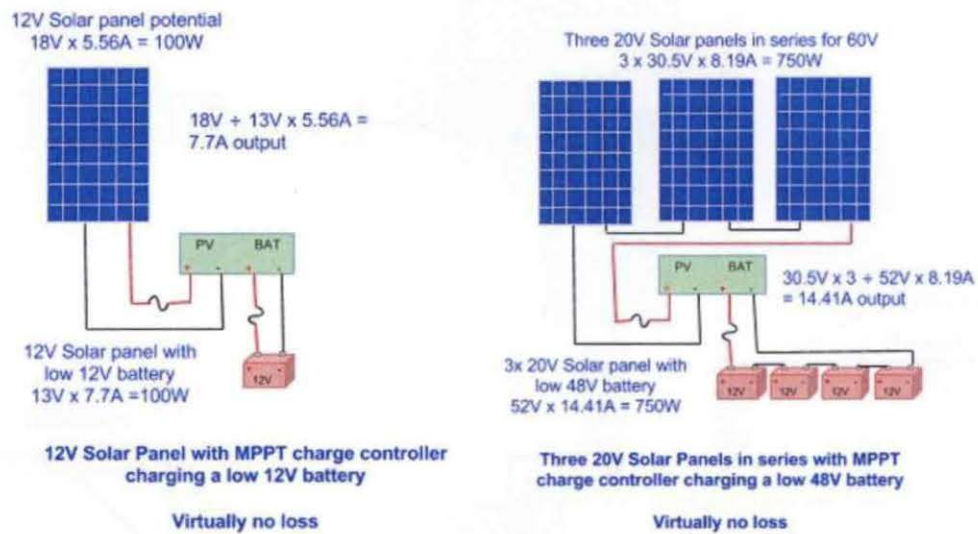 12V Solar panel potential
18V x 5.56A = 100W
18V ÷ 13V x 5.56A =
7.7A output
PV BAT
+ - + -
12V
12V Solar panel with
low 12V battery
13V x 7.7A =100W
12V Solar Panel with MPPT charge controller
charging a low 12V battery
Virtually no loss
Three 20V Solar panels in series for 60V
3 x 30.5V x 8.19A = 750W
PV BAT
+ - + -
30.5V x 3 ÷ 52V x 8.19A
= 14.41A output
3x 20V Solar panel with
low 48V battery
52V x 14.41A = 750W
12V 12V 12V 12V
Three 20V Solar Panels in series with MPPT
charge controller charging a low 48V battery
Virtually no loss